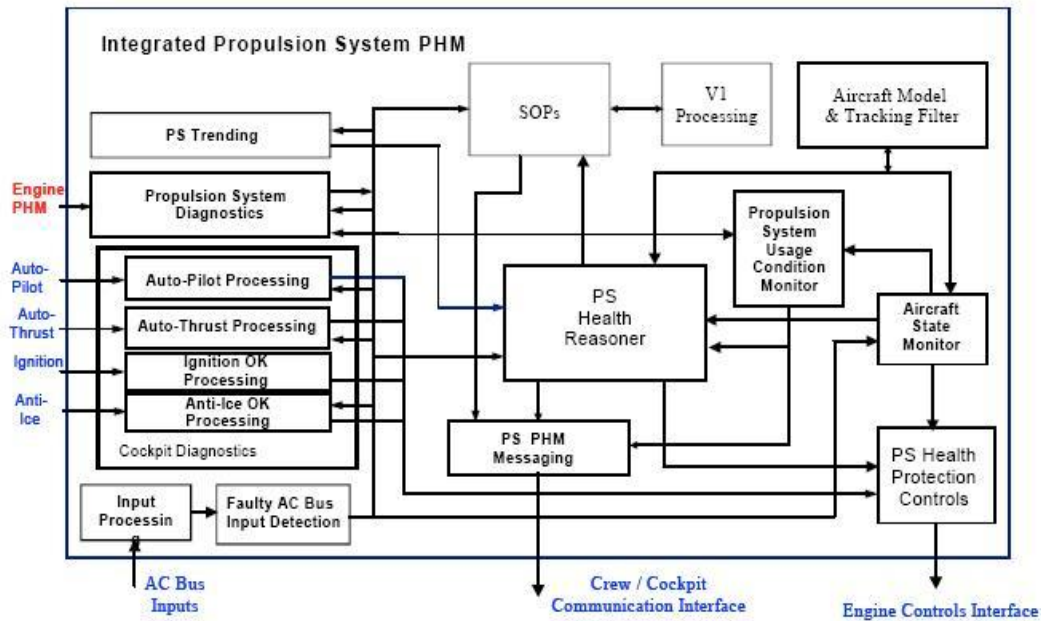 Integrated Propulsion System PHM
SOPs
V1
Processing
Aircraft Model
& Tracking Filter
PS Trending
Engine
PHM
Propulsion System
Diagnostics
Propulsion
System
Usage
Condition
Monitor
Auto-
Pilot
Auto-Pilot Processing
Auto-
Thrust
Auto-Thrust Processing
PS
Health
Reasoner
Aircraft
State
Monitor
Ignition
Ignition OK
Processing
Anti-
Ice
Anti-Ice OK
Processing
Cockpit Diagnostics
PS PHM
Messaging
PS Health
Protection
Controls
Input
Processin
g
Faulty AC Bus
Input Detection
AC Bus
Inputs
Crew / Cockpit
Communication Interface
Engine Controls Interface